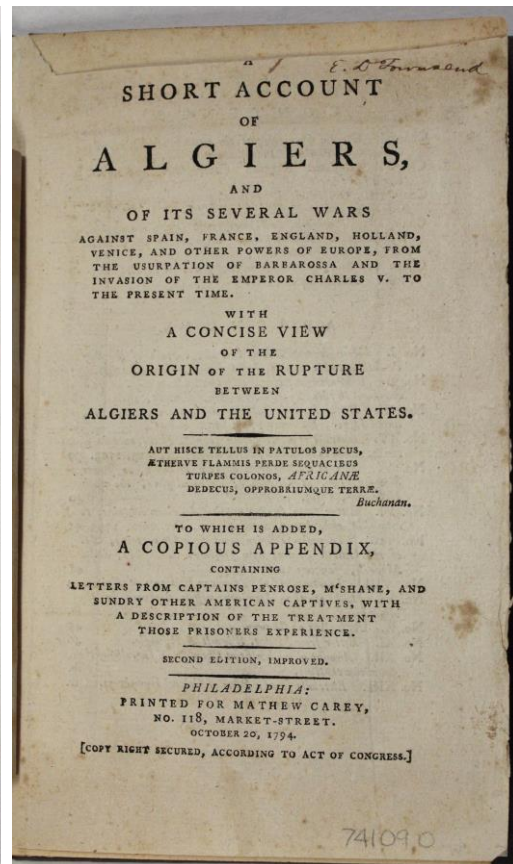 A
E. D Townsend
SHORT ACCOUNT
OF
ALGIERS,
AND
OF ITS SEVERAL WARS
AGAINST SPAIN, FRANCE, ENGLAND, HOLLAND,
VENICE, AND OTHER POWERS OF EUROPE, FROM
THE USURPATION OF BARBAROSSA AND THE
INVASION OF THE EMPEROR CHARLES V. TO
THE PRESENT TIME.
WITH
A CONCISE VIEW
OF THE
ORIGIN OF THE RUPTURE
BETWEEN
ALGIERS AND THE UNITED STATES.
AUT HISCE TELLUS IN PATULOS SPECUS,
ÆTHERVE FLAMMIS PERDE SEQUACIBUS
TURPES COLONOS, AFRICANÆ
DEDECUS, OPPROBRIUMQUE TERRÆ.
Buchanan.
TO WHICH IS ADDED,
A COPIOUS APPENDIX,
CONTAINING
LETTERS FROM CAPTAINS PENROSE, M‘SHANE, AND
SUNDRY OTHER AMERICAN CAPTIVES, WITH
A DESCRIPTION OF THE TREATMENT
THOSE PRISONERS EXPERIENCE.
SECOND EDITION, IMPROVED.
PHILADELPHIA:
PRINTED FOR MATHEW CAREY,
NO. 118, MARKET-STREET.
OCTOBER 20, 1794.
[COPY RIGHT SECURED, ACCORDING TO ACT OF CONGRESS.]
74109.O